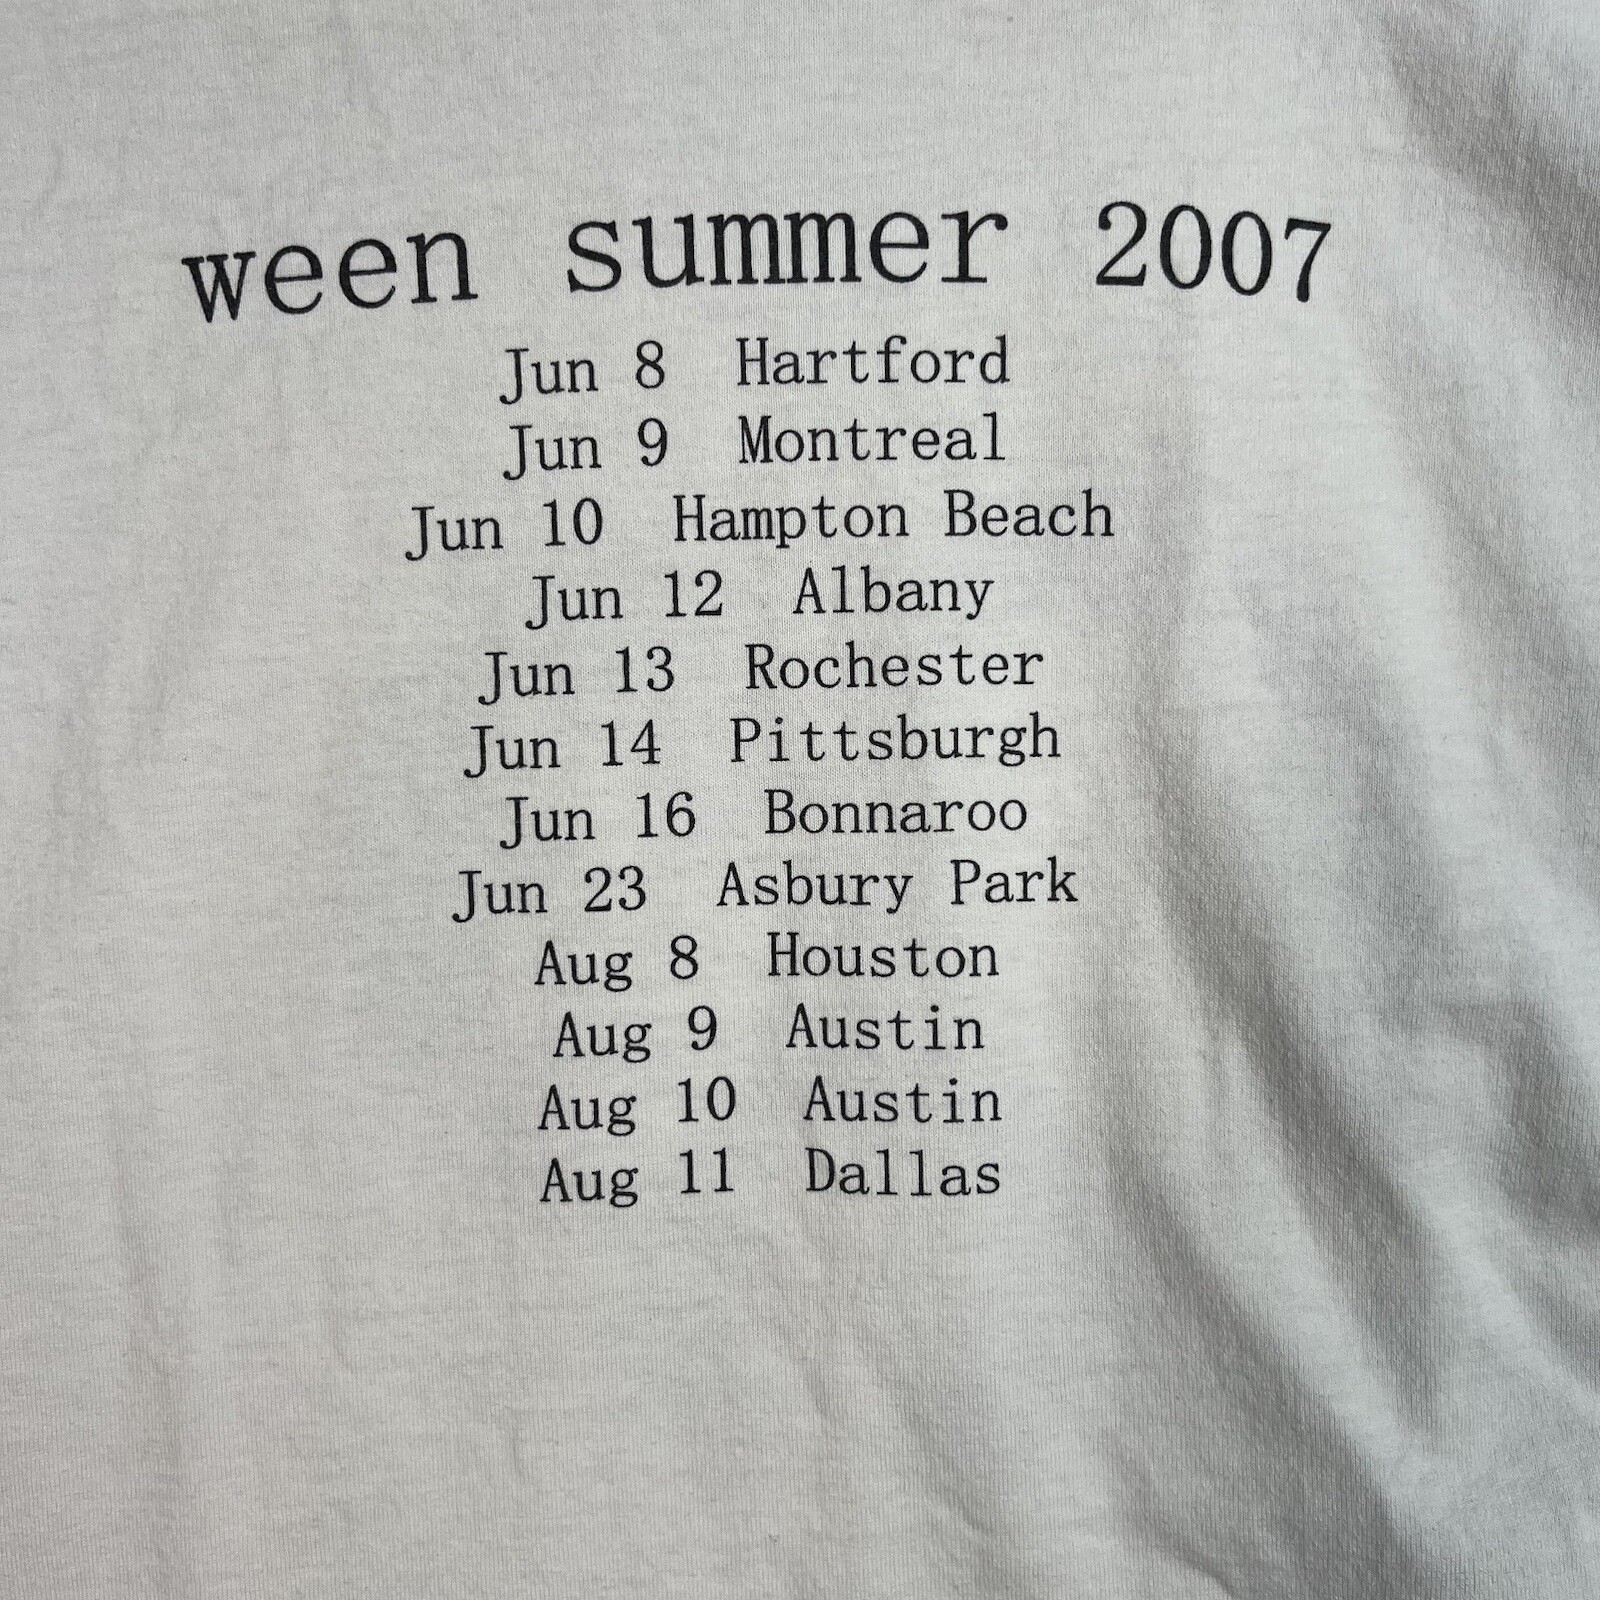 ween summer 2007
Jun 8 Hartford
Jun 9 Montreal
Jun 10 Hampton Beach
Jun 12 Albany
Jun 13 Rochester
Jun 14 Pittsburgh
Jun 16 Bonnaroo
Jun 23 Asbury Park
Aug 8 Houston
Aug 9 Austin
Aug 10 Austin
Aug 11 Dallas